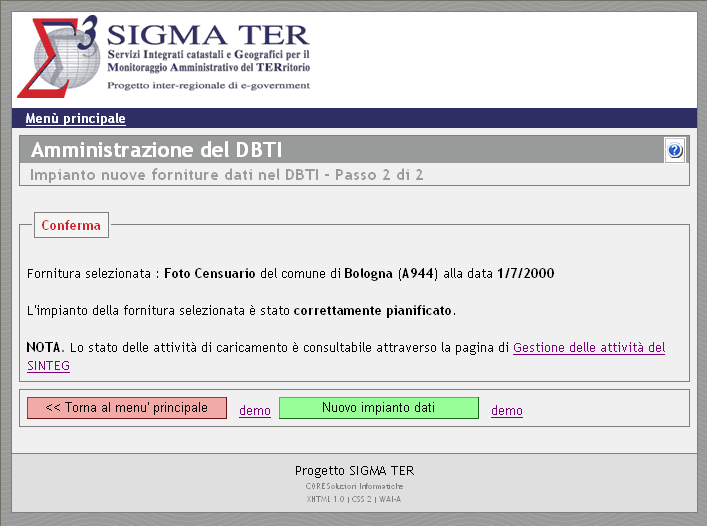 3
SIGMA TER
Servizi Integrati catastali e Geografici per il
Monitoraggio Amministrativo del TERritorio
Progetto inter-regionale di e-government
Menù principale
Amministrazione del DBTI
?
Impianto nuove forniture dati nel DBTI - Passo 2 di 2
Conferma
Fornitura selezionata : Foto Censuario del comune di Bologna (A944) alla data 1/7/2000
L'impianto della fornitura selezionata è stato correttamente pianificato.
NOTA. Lo stato delle attività di caricamento è consultabile attraverso la pagina di Gestione delle attività del
SINTEG
<< Torna al menu' principale demo Nuovo impianto dati demo
Progetto SIGMA TER
CORE Soluzioni Informatiche
XHTML 1.0 | CSS 2 | WAI-A